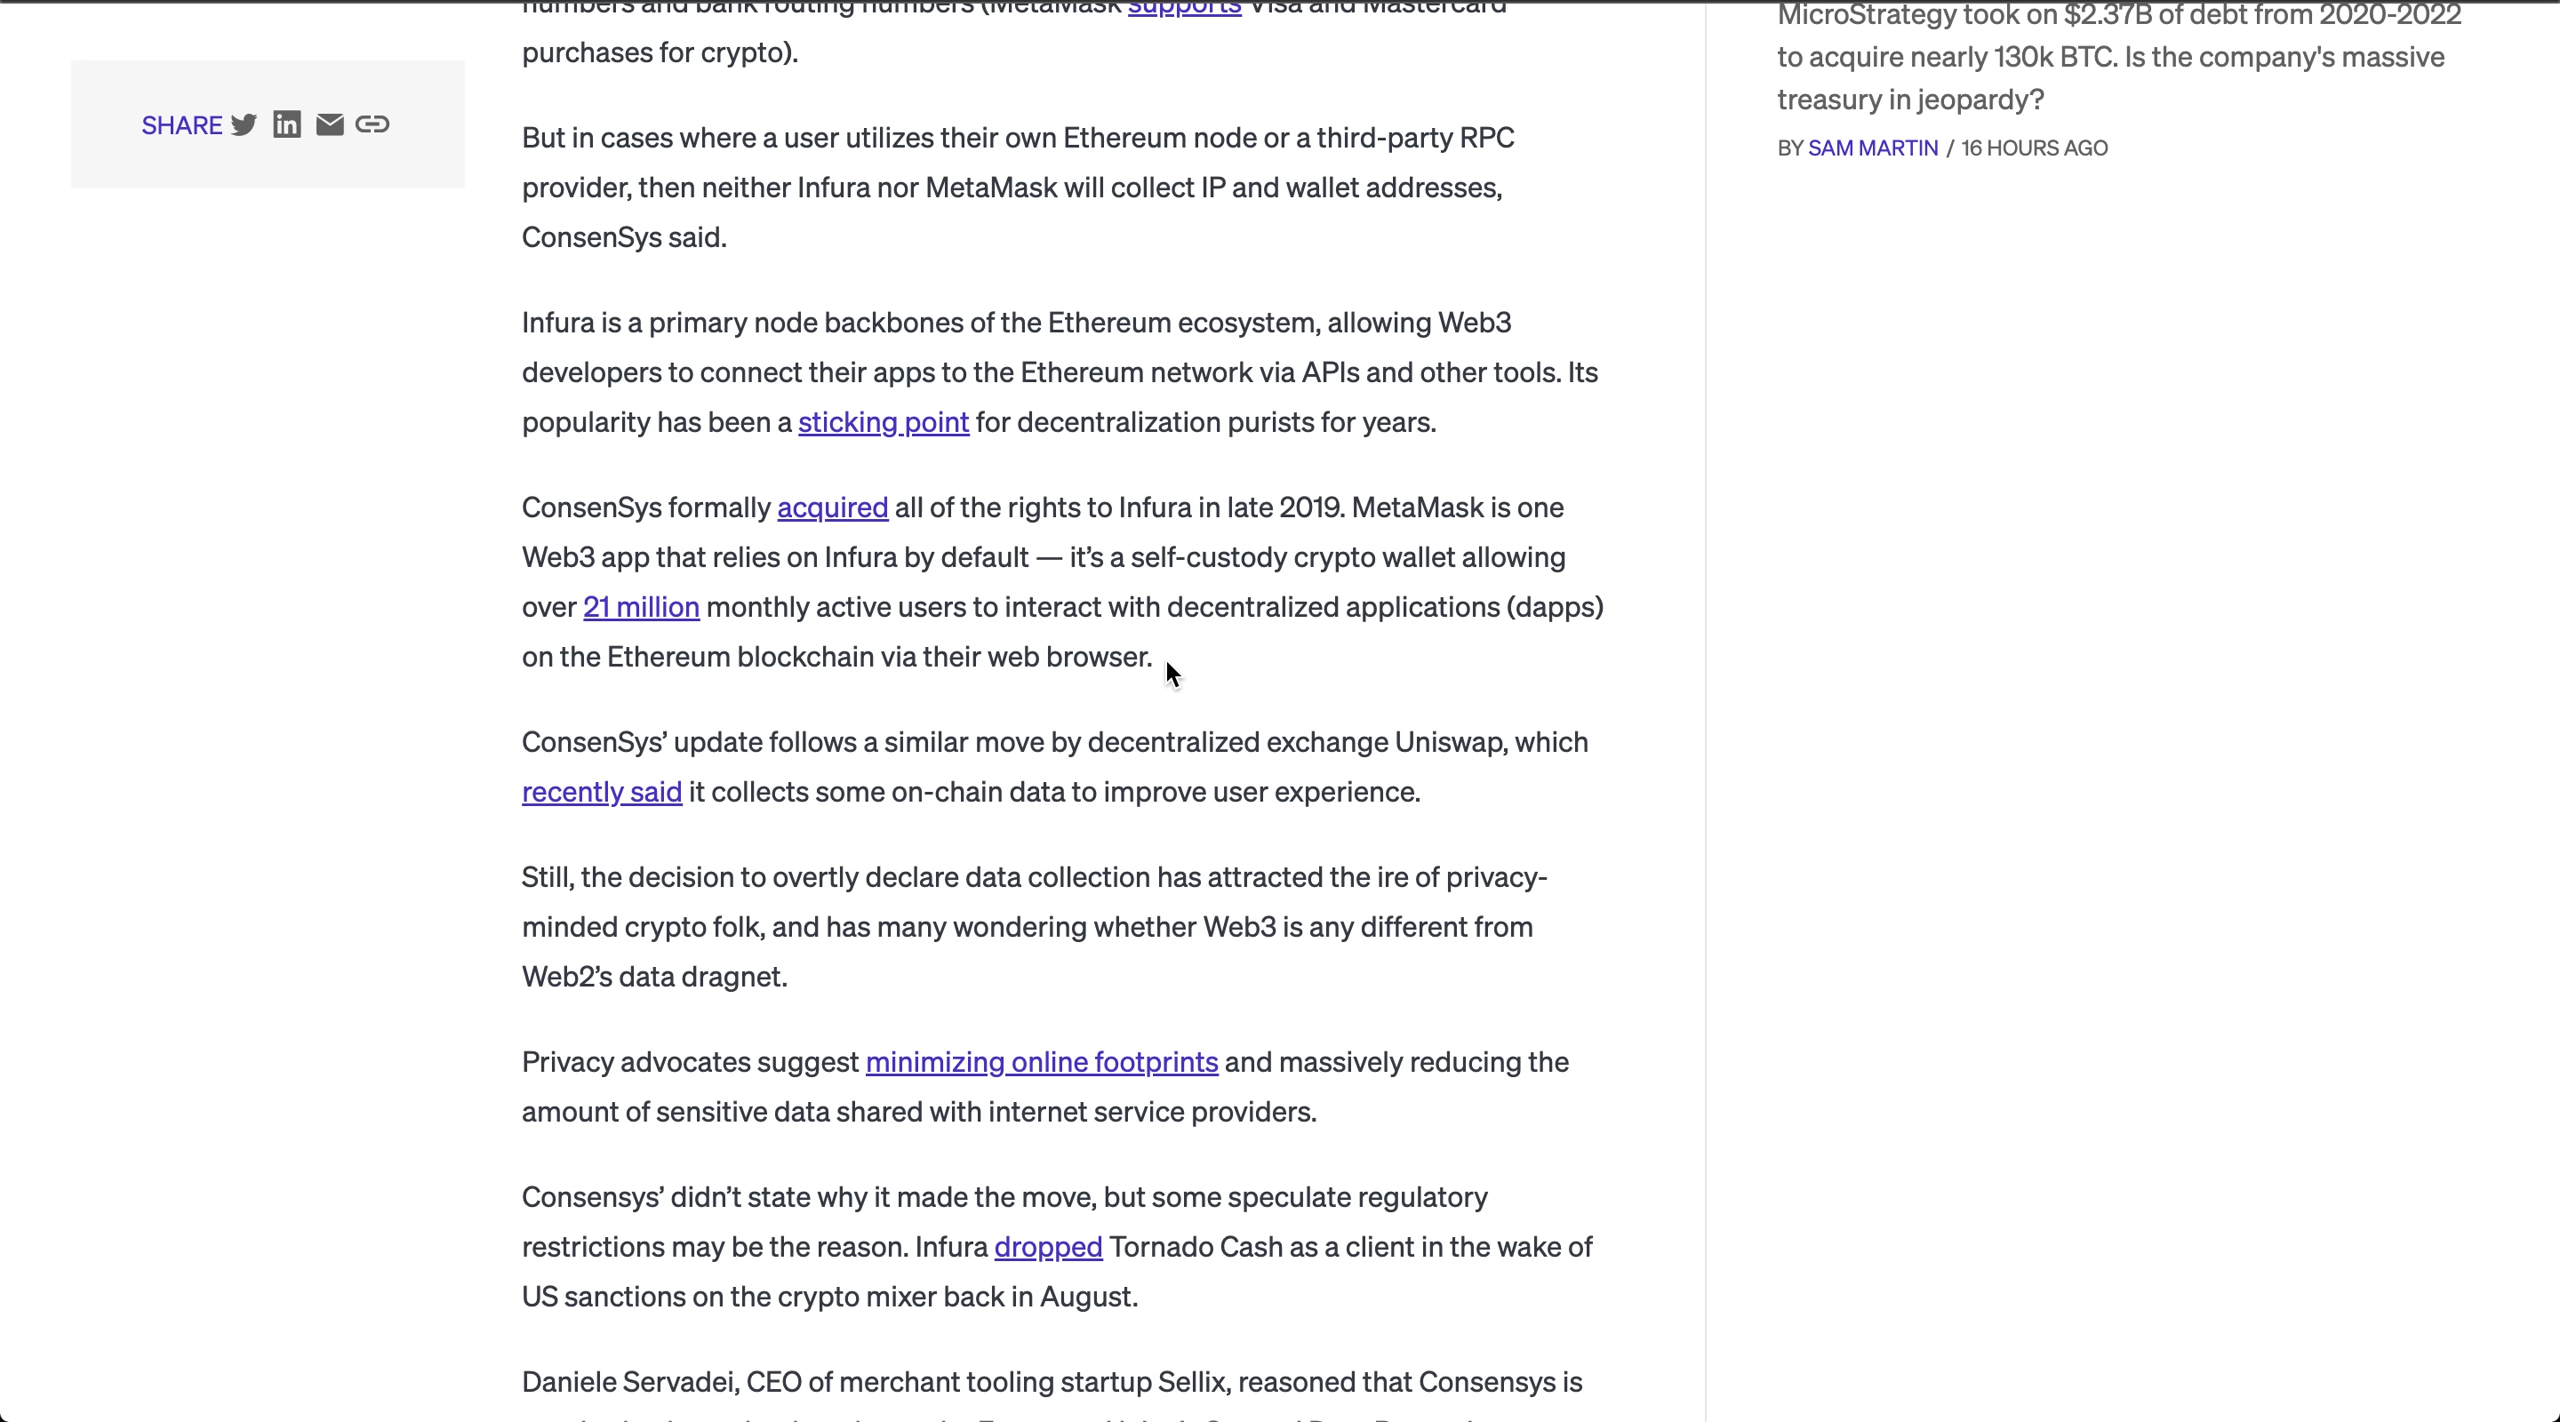 numbers and bank routing numbers (MetaMask supports Visa and Mastercard
purchases for crypto).
SHARE
But in cases where a user utilizes their own Ethereum node or a third-party RPC
provider, then neither Infura nor MetaMask will collect IP and wallet addresses,
ConsenSys said.
Infura is a primary node backbones of the Ethereum ecosystem, allowing Web3
developers to connect their apps to the Ethereum network via APIs and other tools. Its
popularity has been a sticking point for decentralization purists for years.
ConsenSys formally acquired all of the rights to Infura in late 2019. MetaMask is one
Web3 app that relies on Infura by default — it’s a self-custody crypto wallet allowing
over 21 million monthly active users to interact with decentralized applications (dapps)
on the Ethereum blockchain via their web browser.
ConsenSys’ update follows a similar move by decentralized exchange Uniswap, which
recently said it collects some on-chain data to improve user experience.
Still, the decision to overtly declare data collection has attracted the ire of privacy-
minded crypto folk, and has many wondering whether Web3 is any different from
Web2’s data dragnet.
Privacy advocates suggest minimizing online footprints and massively reducing the
amount of sensitive data shared with internet service providers.
Consensys’ didn’t state why it made the move, but some speculate regulatory
restrictions may be the reason. Infura dropped Tornado Cash as a client in the wake of
US sanctions on the crypto mixer back in August.
Daniele Servadei, CEO of merchant tooling startup Sellix, reasoned that Consensys is
MicroStrategy took on $2.37B of debt from 2020-2022
to acquire nearly 130k BTC. Is the company's massive
treasury in jeopardy?
BY SAM MARTIN / 16 HOURS AGO